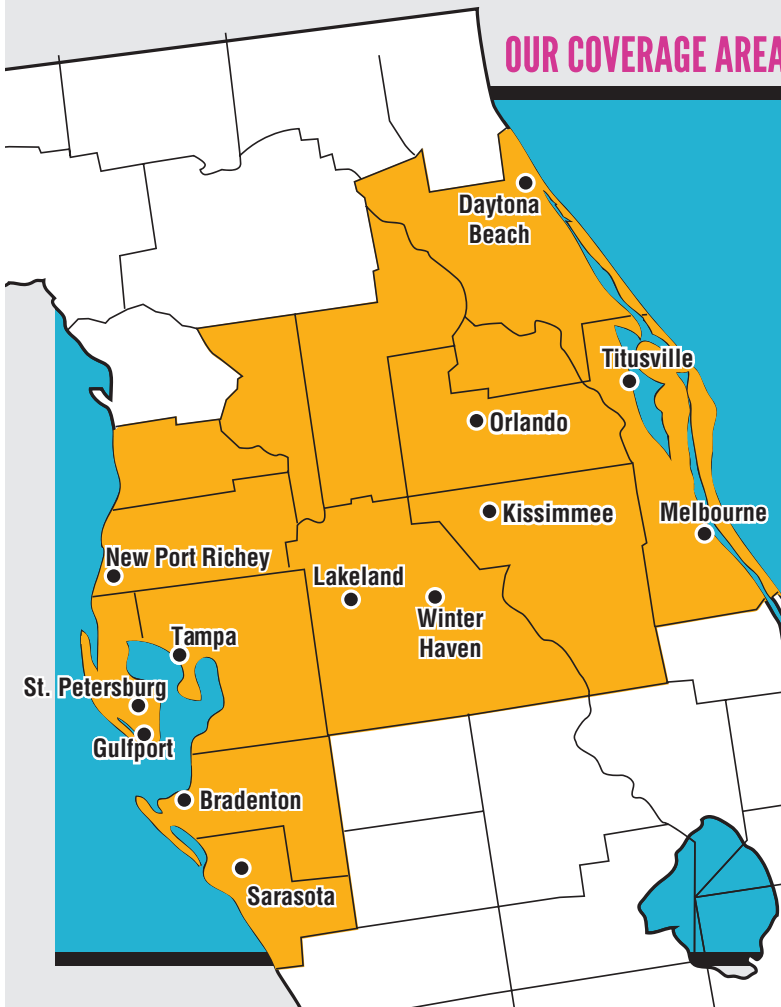 OUR COVERAGE AREA
Daytona
Beach
Titusville
Orlando
Kissimmee
Melbourne
New Port Richey
Lakeland
Winter
Haven
Tampa
St. Petersburg
Gulfport
Bradenton
Sarasota